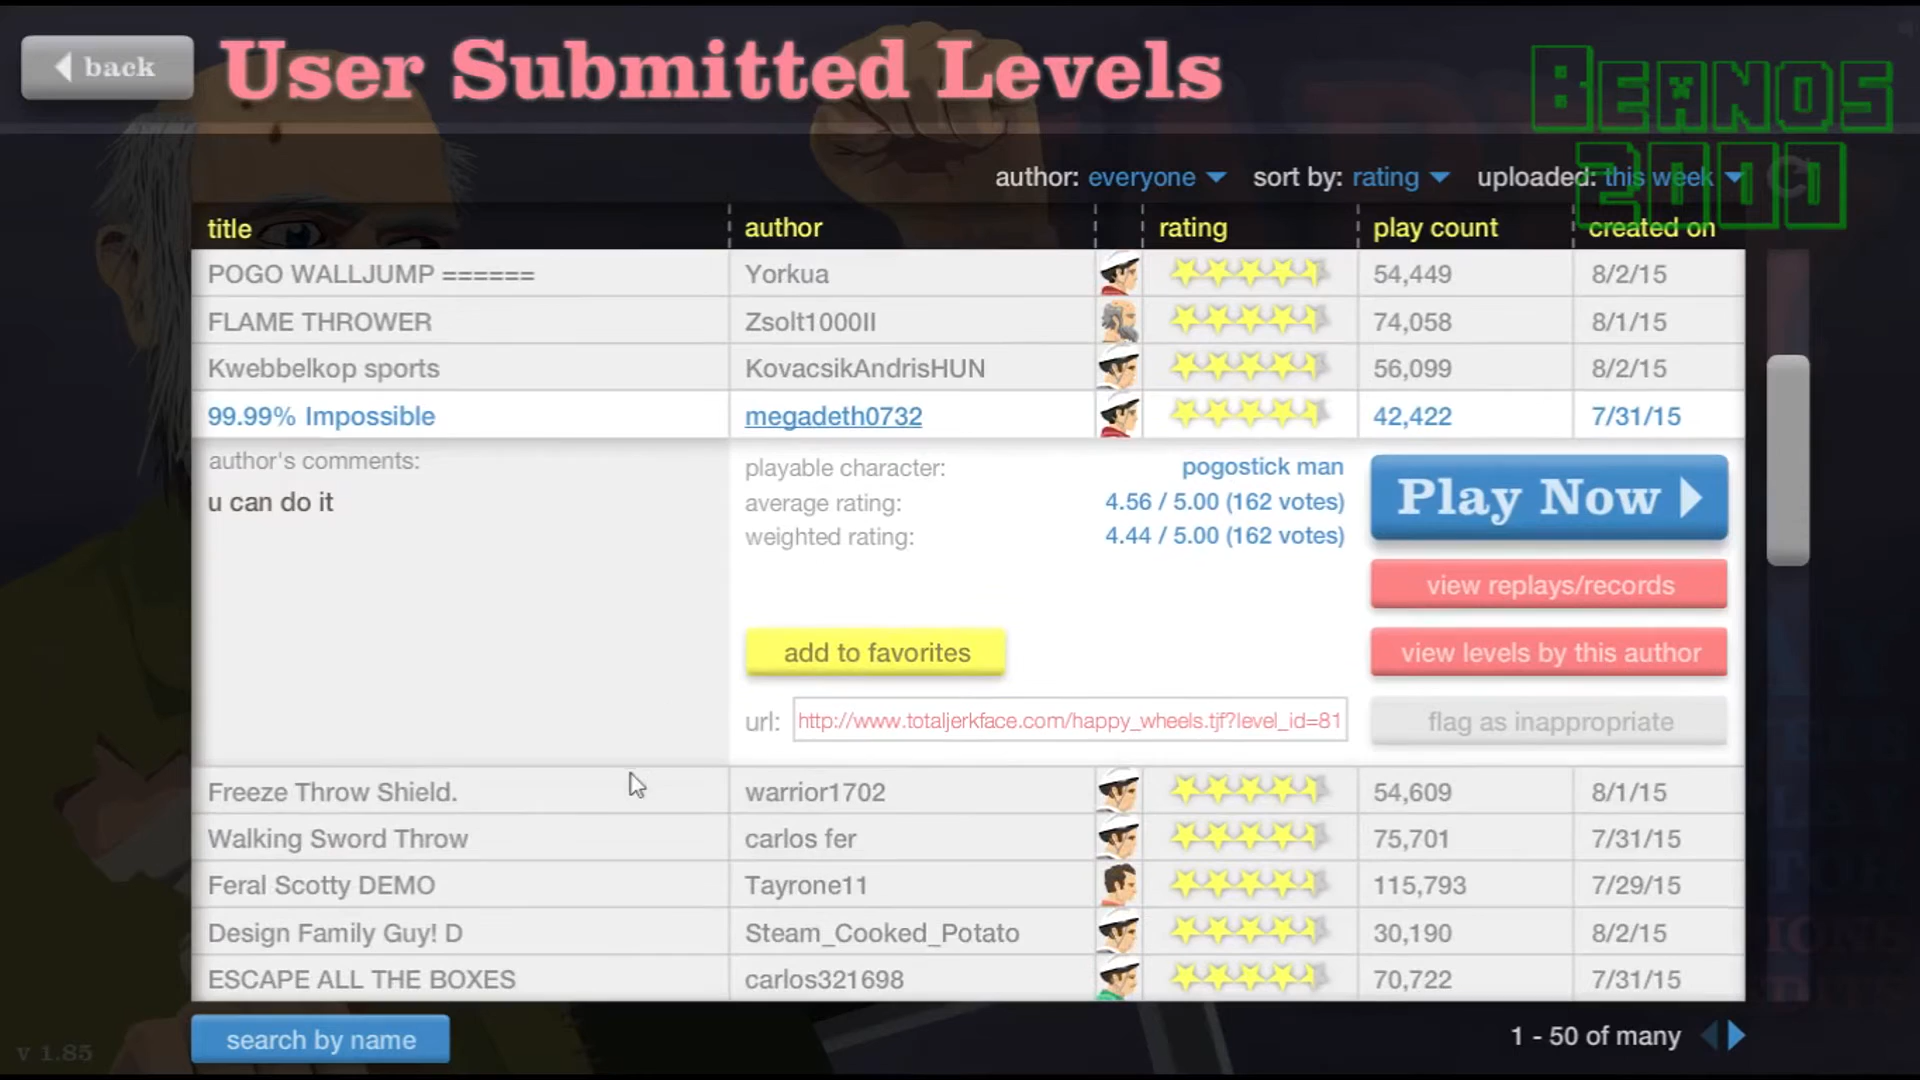 back
User Submitted Levels
BEANOS
2000
author: everyone sort by: rating uploaded: this week
title author rating play count created on
POGO WALLJUMP ====== Yorkua 54,449 8/2/15
FLAME THROWER Zsolt1000II 74,058 8/1/15
Kwebbelkop sports KovacsikAndrisHUN 56,099 8/2/15
99.99% Impossible megadeth0732 42,422 7/31/15
author's comments:
u can do it
playable character: pogostick man
average rating: 4.56 / 5.00 (162 votes)
weighted rating: 4.44 / 5.00 (162 votes)
Play Now
view replays/records
add to favorites
view levels by this author
url: http://www.totaljerkface.com/happy_wheels.tjf?level_id=81
flag as inappropriate
Freeze Throw Shield. warrior1702 54,609 8/1/15
Walking Sword Throw carlos fer 75,701 7/31/15
Feral Scotty DEMO Tayrone11 115,793 7/29/15
Design Family Guy! D Steam_Cooked_Potato 30,190 8/2/15
ESCAPE ALL THE BOXES carlos321698 70,722 7/31/15
v 1.85
search by name
1 - 50 of many